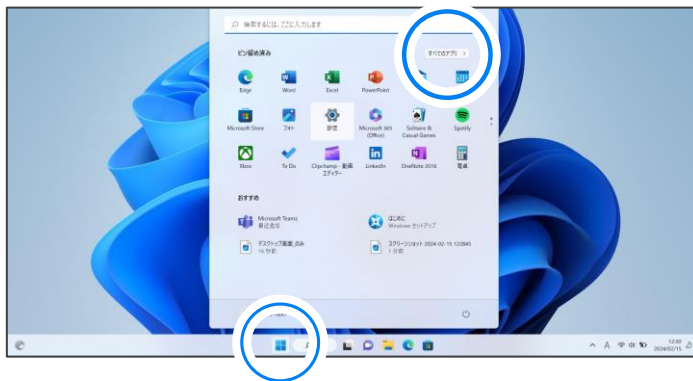 検索するには、ここに入力します
ピン留め済み
すべてのアプリ >
Edge
Word
Excel
PowerPoint
Microsoft Store
フォト
設定
Microsoft 365
(Office)
Solitaire &
Casual Games
Spotify
Xbox
To Do
Clipchamp - 動画
エディター
LinkedIn
OneNote 2016
電卓
おすすめ
Microsoft Teams
最近追加
はじめに
Windows セットアップ
デスクトップ画面_のみ
16 分前
スクリーンショット 2024-02-15 122845
1 分前
A
12:30
2024/02/15